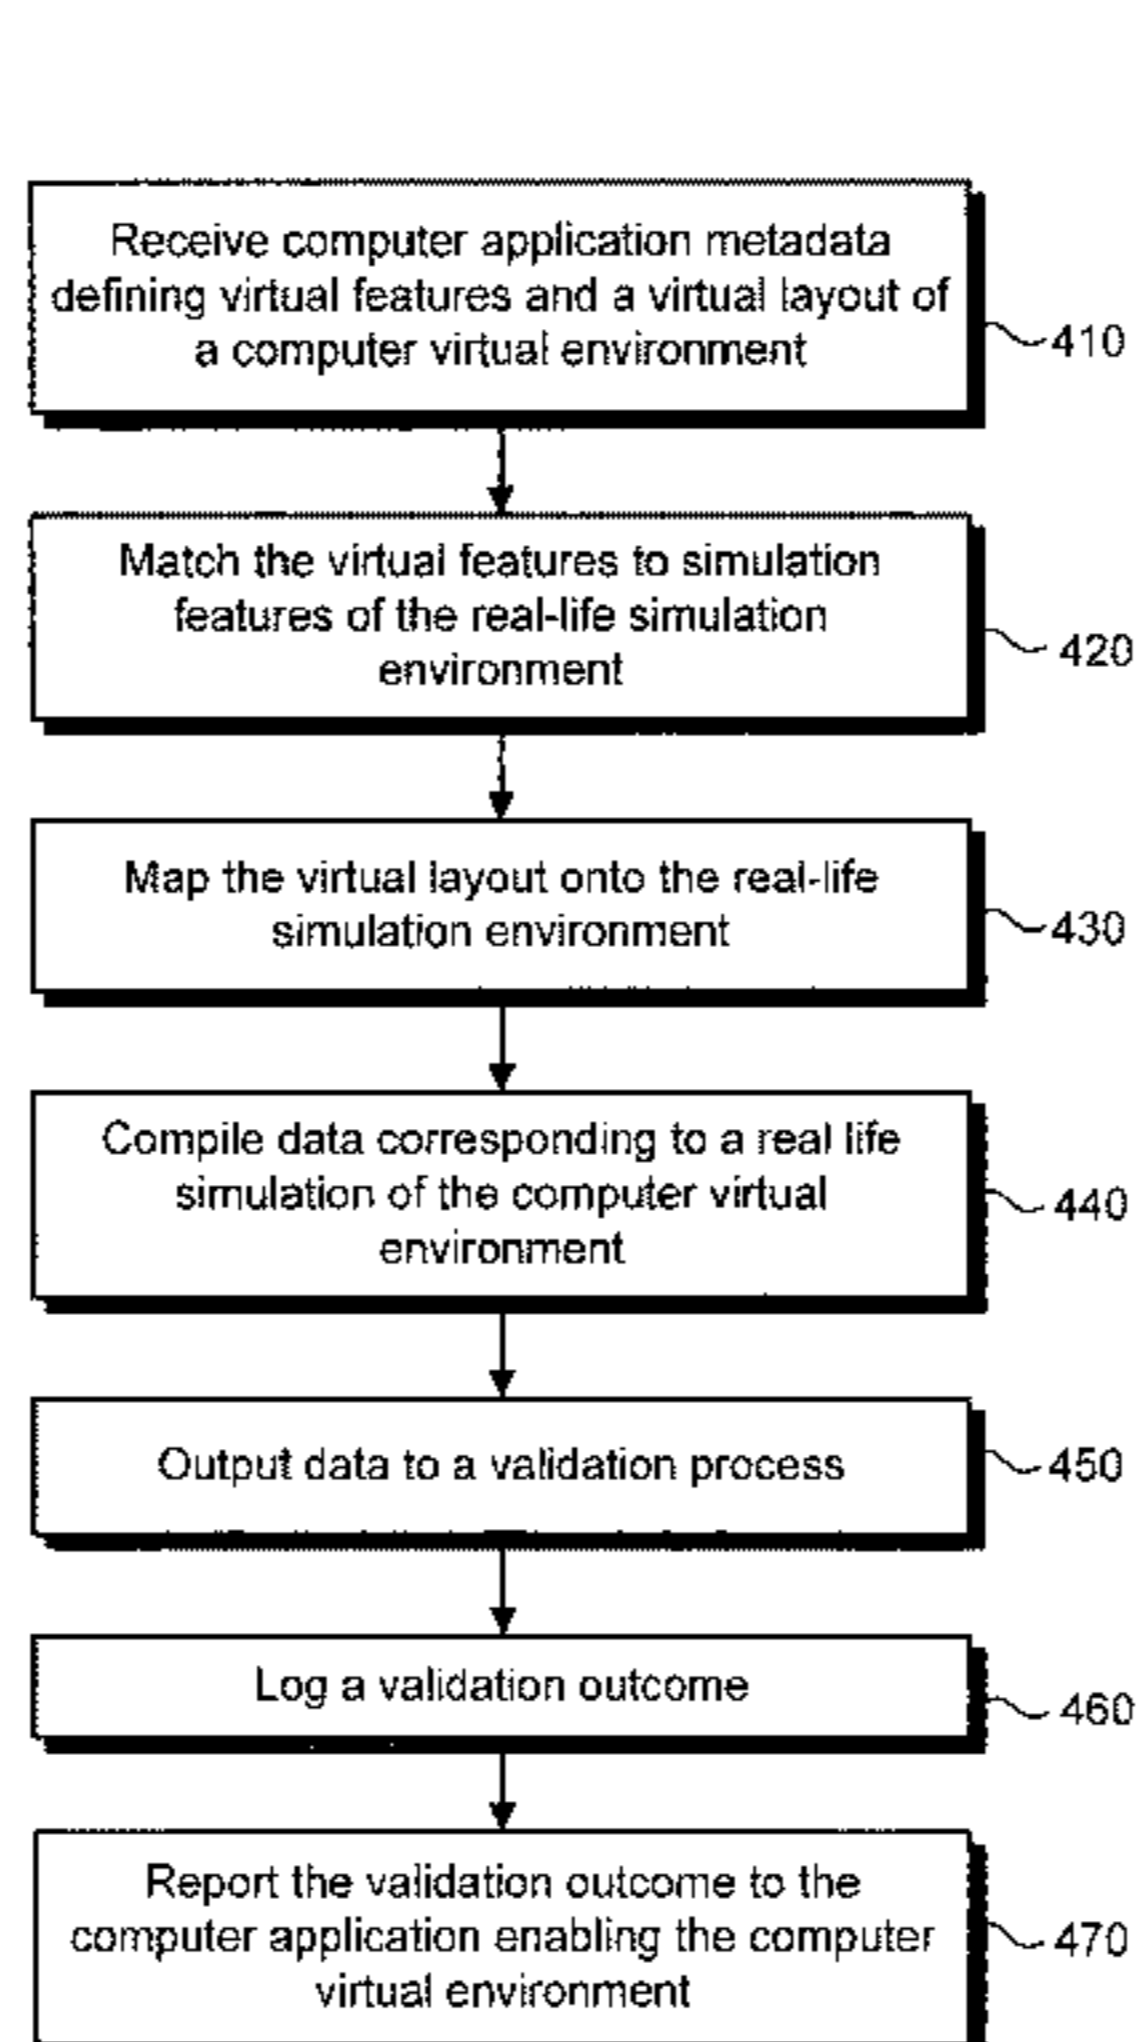 Receive computer application metadata
defining virtual features and a virtual layout of
a computer virtual environment
410
Match the virtual features to simulation
features of the real-life simulation
environment
420
Map the virtual layout onto the real-life
simulation environment
430
Compile data corresponding to a real life
simulation of the computer virtual
environment
440
Output data to a validation process
450
Log a validation outcome
460
Report the validation outcome to the
computer application enabling the computer
virtual environment
470